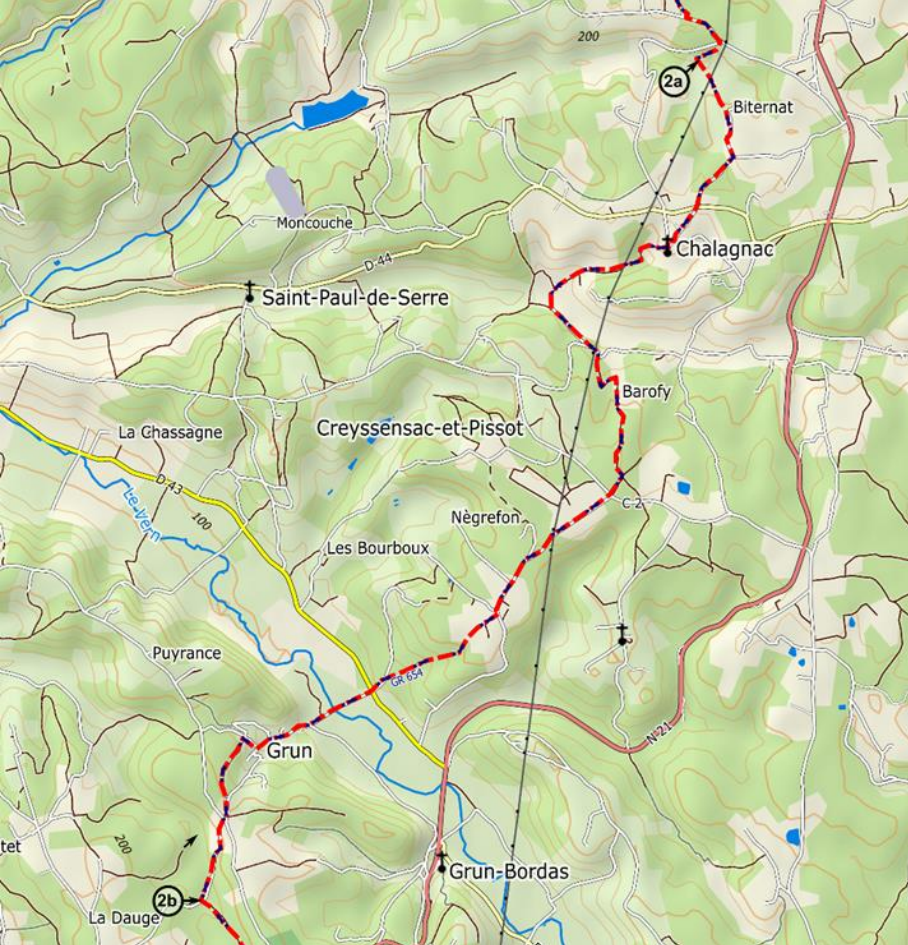 200
2a
Biternat
Moncouche
Chalagnac
D 44
Saint-Paul-de-Serre
Barofy
Creyssensac-et-Pissot
La Chassagne
D 43
C 2
Le Vern
100
Nègrefon
Les Bourboux
Puyrance
GR 654
N 21
Grun
200
tet
Grun-Bordas
2b
La Dauge